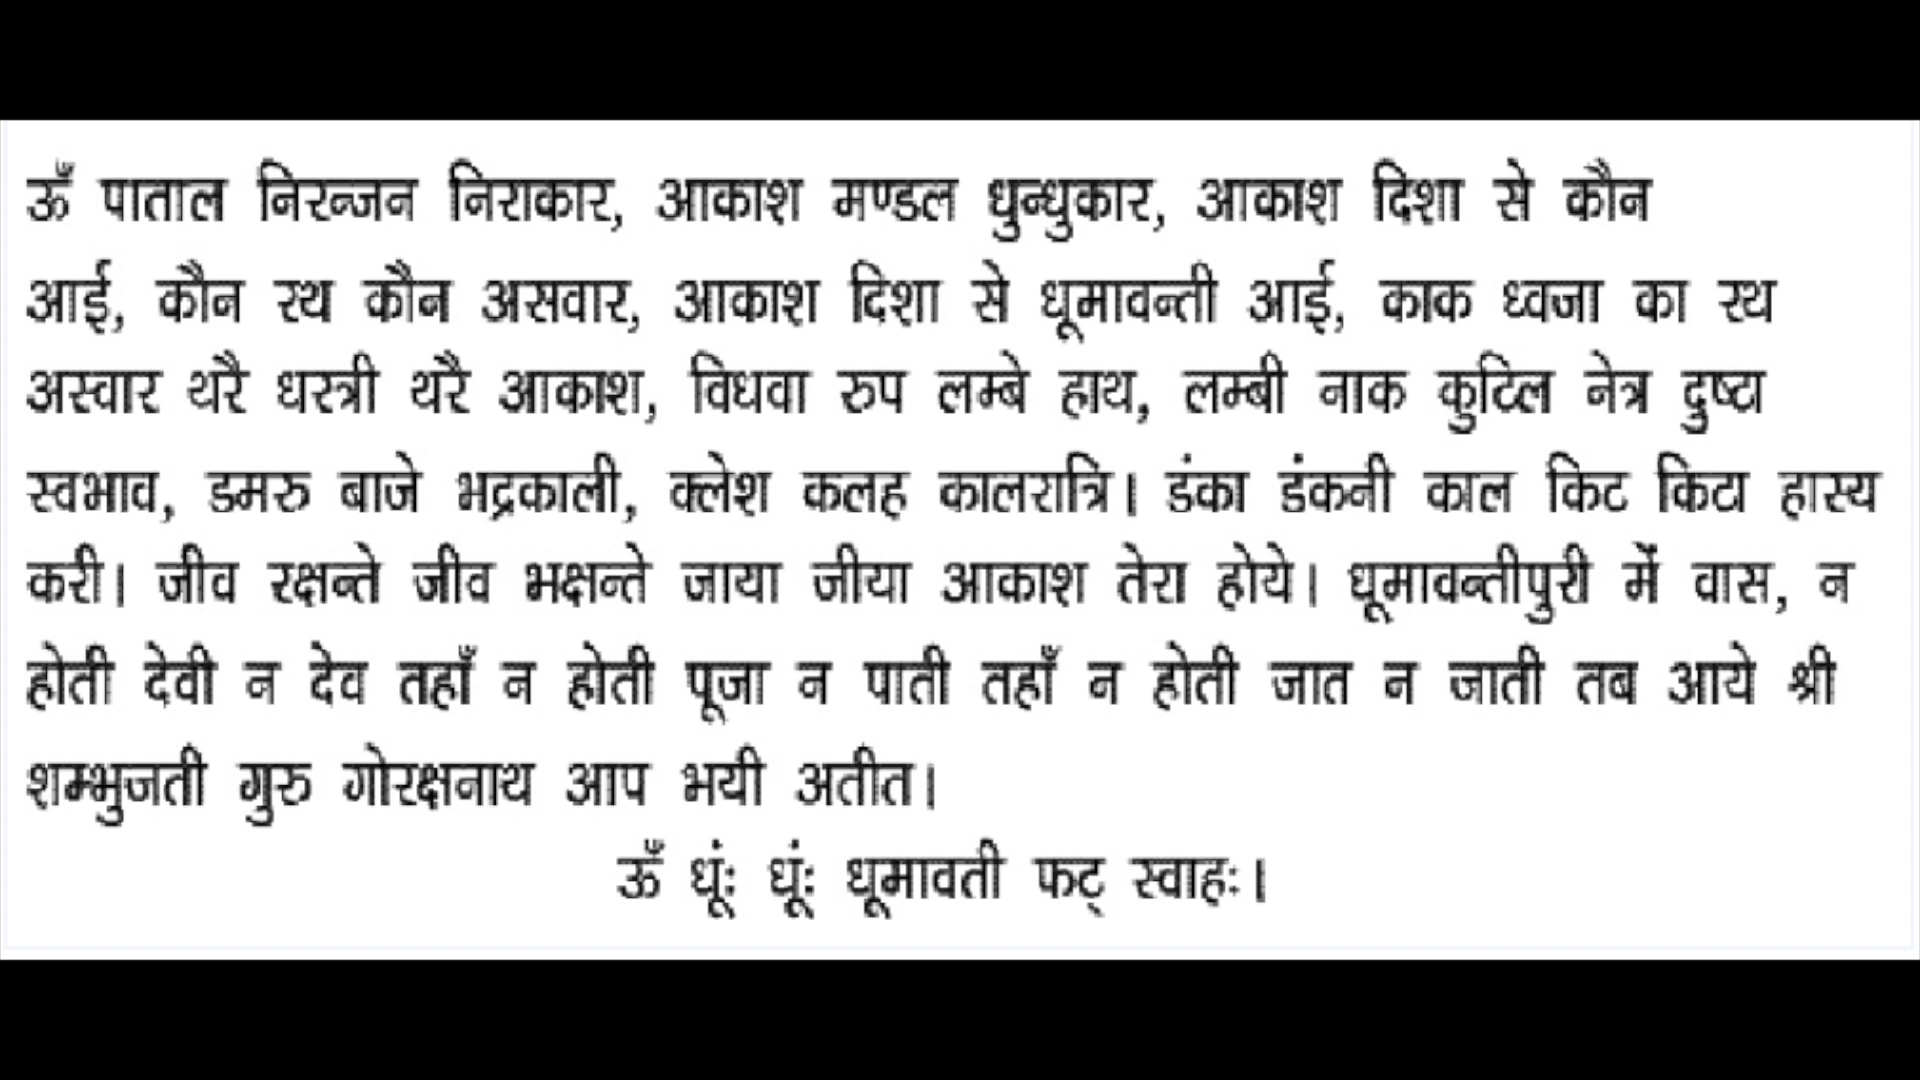 ऊँ पाताल निरन्जन निराकार, आकाश मण्डल धुन्धुकार, आकाश दिशा से कौन
आई, कौन रथ कौन असवार, आकाश दिशा से धूमावन्ती आई, काक ध्वजा का रथ
अस्वार थरै धरत्री थरै आकाश, विधवा रुप लम्बे हाथ, लम्बी नाक कुटिल नेत्र दुष्टा
स्वभाव, डमरु बाजे भद्रकाली, क्लेश कलह कालरात्रि। डंका डंकनी काल किट किटा हास्य
करी। जीव रक्षन्ते जीव भक्षन्ते जाया जीया आकाश तेरा होये। धूमावन्तीपुरी में वास, न
होती देवी न देव तहाँ न होती पूजा न पाती तहाँ न होती जात न जाती तब आये श्री
शम्भुजती गुरु गोरक्षनाथ आप भयी अतीत।
ऊँ धूंः धूंः धूमावती फट् स्वाहः।